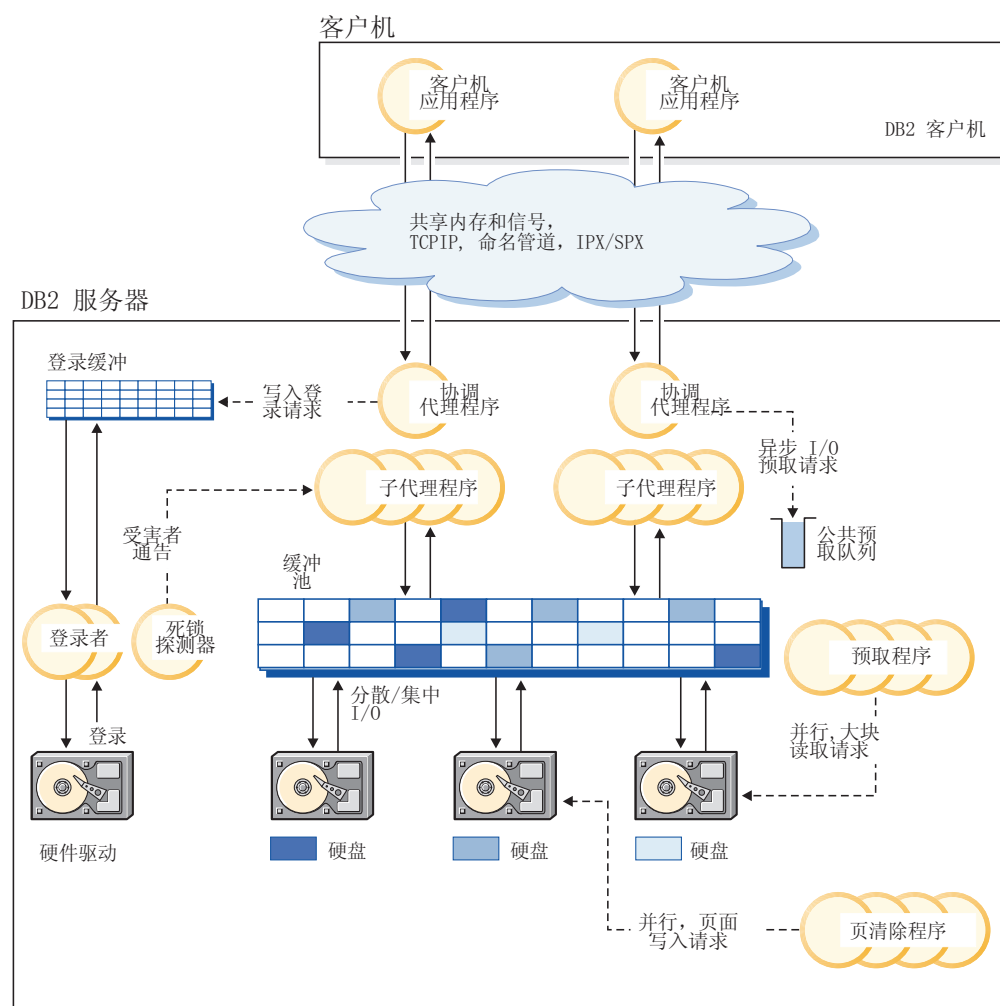 客户机
客户机
应用程序
客户机
应用程序
DB2 客户机
共享内存和信号，
TCPIP, 命名管道，IPX/SPX
DB2 服务器
登录缓冲
写入登
录请求
协调
代理程序
协调
代理程序
异步 I/O
预取请求
子代理程序
子代理程序
受害者
通告
公共预
取队列
缓冲
池
登录者
死锁
探测器
预取程序
分散/集中
I/O
登录
并行,大块
读取请求
硬件驱动
硬盘
硬盘
硬盘
并行，页面
写入请求
页清除程序